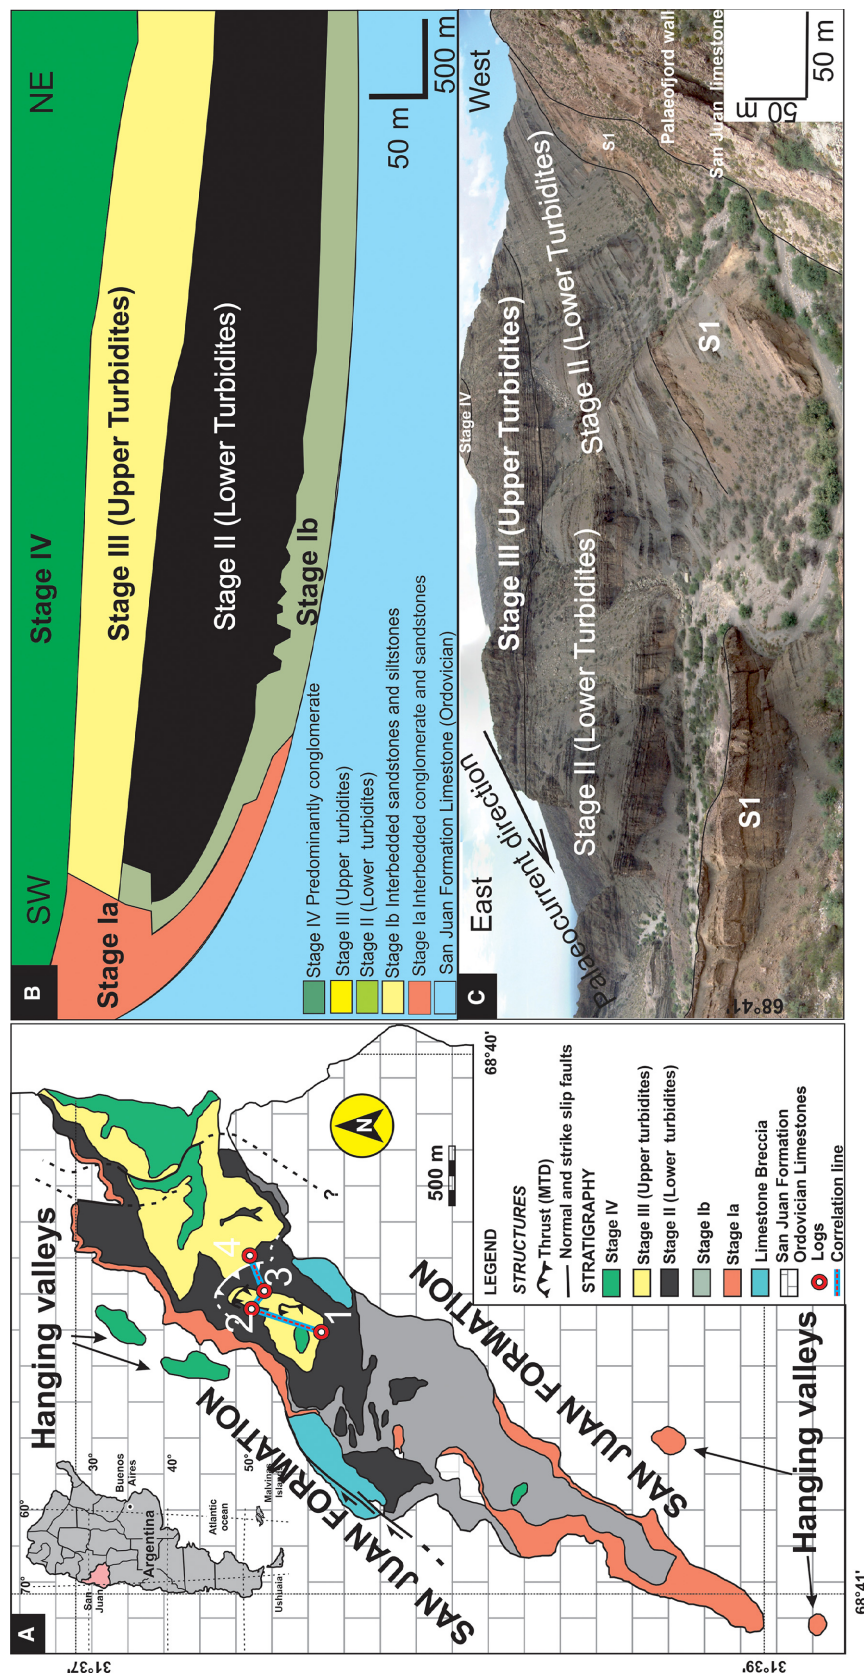 A
31°37'
31°39'
68°41'
68°40'
70°
60°
30°
40°
50°
San
Juan
Argentina
Buenos
Aires
Atlantic
ocean
Malvinas
Islands
Ushuaia
Hanging valleys
SAN JUAN FORMATION
SAN JUAN FORMATION
SAN JUAN FORMATION
SAN JUAN FORMATION
Hanging valleys
1
2
3
4
?
N
500 m
LEGEND
STRUCTURES
Thrust (MTD)
Normal and strike slip faults
STRATIGRAPHY
Stage IV
Stage III (Upper turbidites)
Stage II (Lower turbidites)
Stage Ib
Stage Ia
Limestone Breccia
San Juan Formation
Ordovician Limestones
Logs
Correlation line
B
SW
NE
Stage IV
Stage III (Upper Turbidites)
Stage II (Lower Turbidites)
Stage Ib
Stage Ia
50 m
500 m
Stage IV Predominantly conglomerate
Stage III (Upper turbidites)
Stage II (Lower turbidites)
Stage Ib Interbedded sandstones and siltstones
Stage Ia Interbedded conglomerate and sandstones
San Juan Formation Limestone (Ordovician)
C
East
West
Palaeocurrent direction
Stage IV
Stage III (Upper Turbidites)
Stage II (Lower Turbidites)
Stage II (Lower Turbidites)
S1
S1
S1
Palaeofjord wall
San Juan limestone
50 m
50 m
68°41'